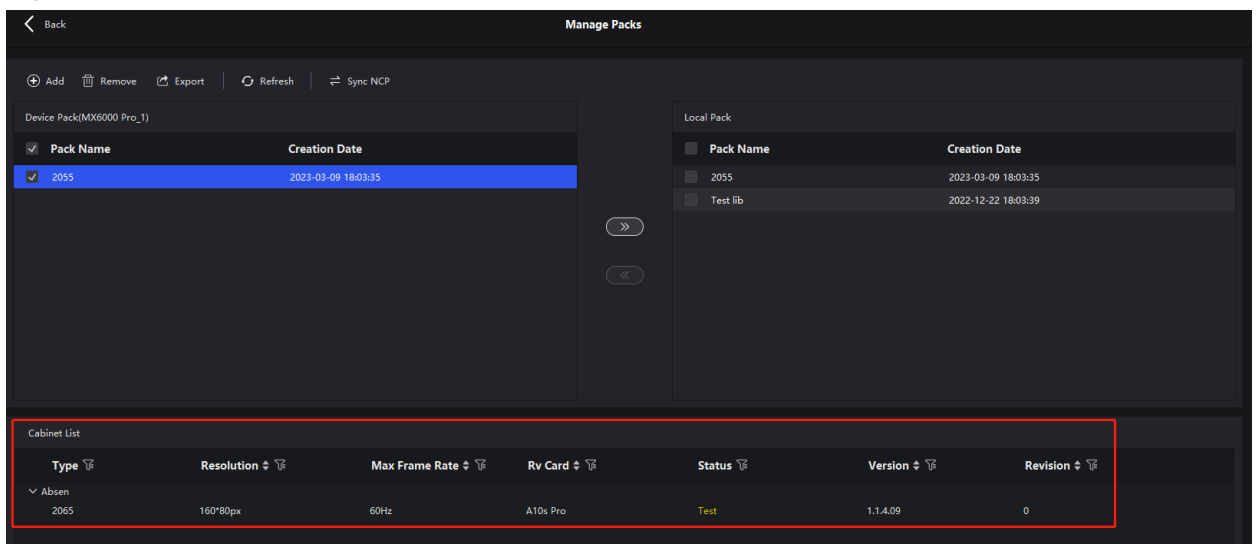 Back
Manage Packs
Add Remove Export Refresh Sync NCP
Device Pack(MX6000 Pro_1)
Pack Name Creation Date
2055 2023-03-09 18:03:35
Local Pack
Pack Name Creation Date
2055 2023-03-09 18:03:35
Test lib 2022-12-22 18:03:39
Cabinet List
Type Resolution Max Frame Rate Rv Card Status Version Revision
Absen
2065 160*80px 60Hz A10s Pro Test 1.1.4.09 0